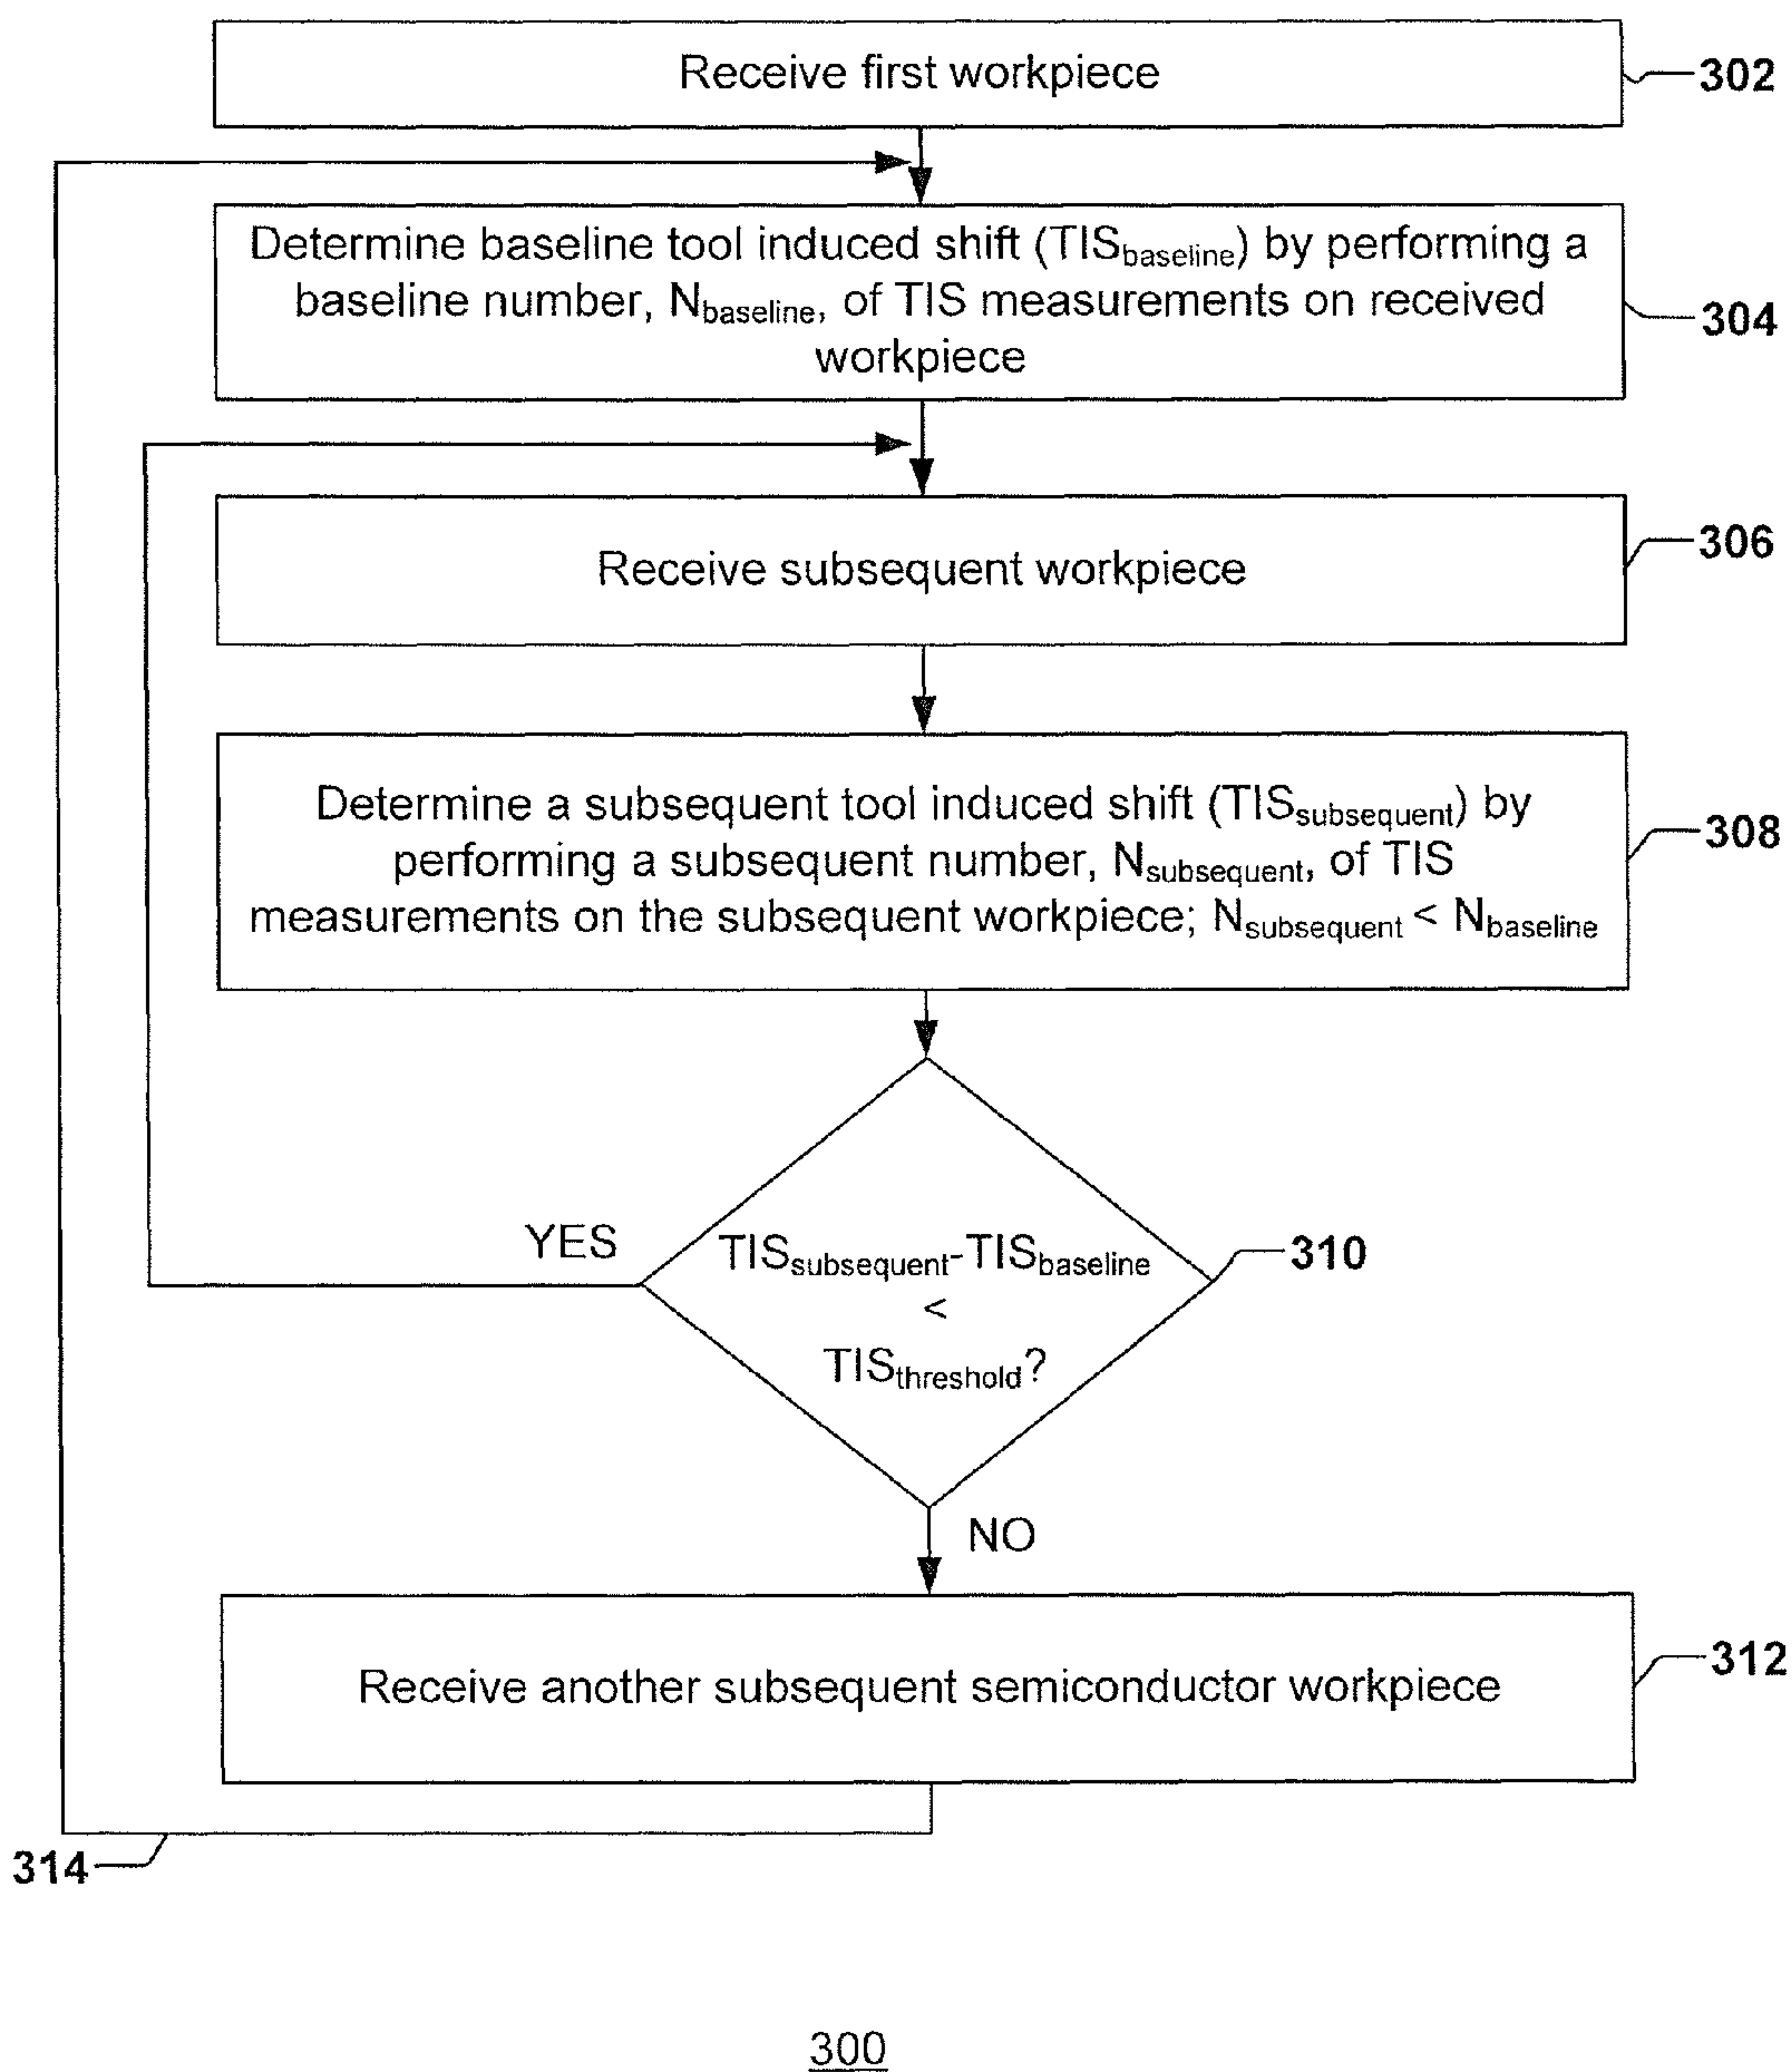 Receive first workpiece
302
Determine baseline tool induced shift (TISbaseline) by performing a
baseline number, Nbaseline, of TIS measurements on received
workpiece
304
Receive subsequent workpiece
306
Determine a subsequent tool induced shift (TISsubsequent) by
performing a subsequent number, Nsubsequent, of TIS
measurements on the subsequent workpiece; Nsubsequent < Nbaseline
308
YES
TISsubsequent-TISbaseline
<
TISthreshold?
310
NO
Receive another subsequent semiconductor workpiece
312
314
300